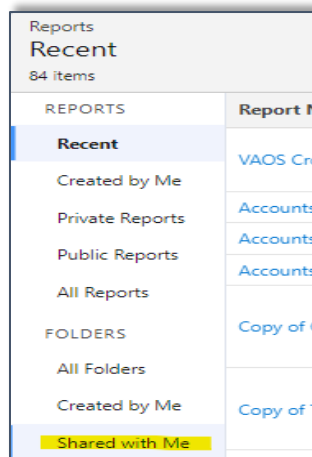 Reports
Recent
84 items
REPORTS
Recent
Created by Me
Private Reports
Public Reports
All Reports
FOLDERS
All Folders
Created by Me
Shared with Me
Report
VAOS
Accounts
Accounts
Accounts
Copy of
Copy of